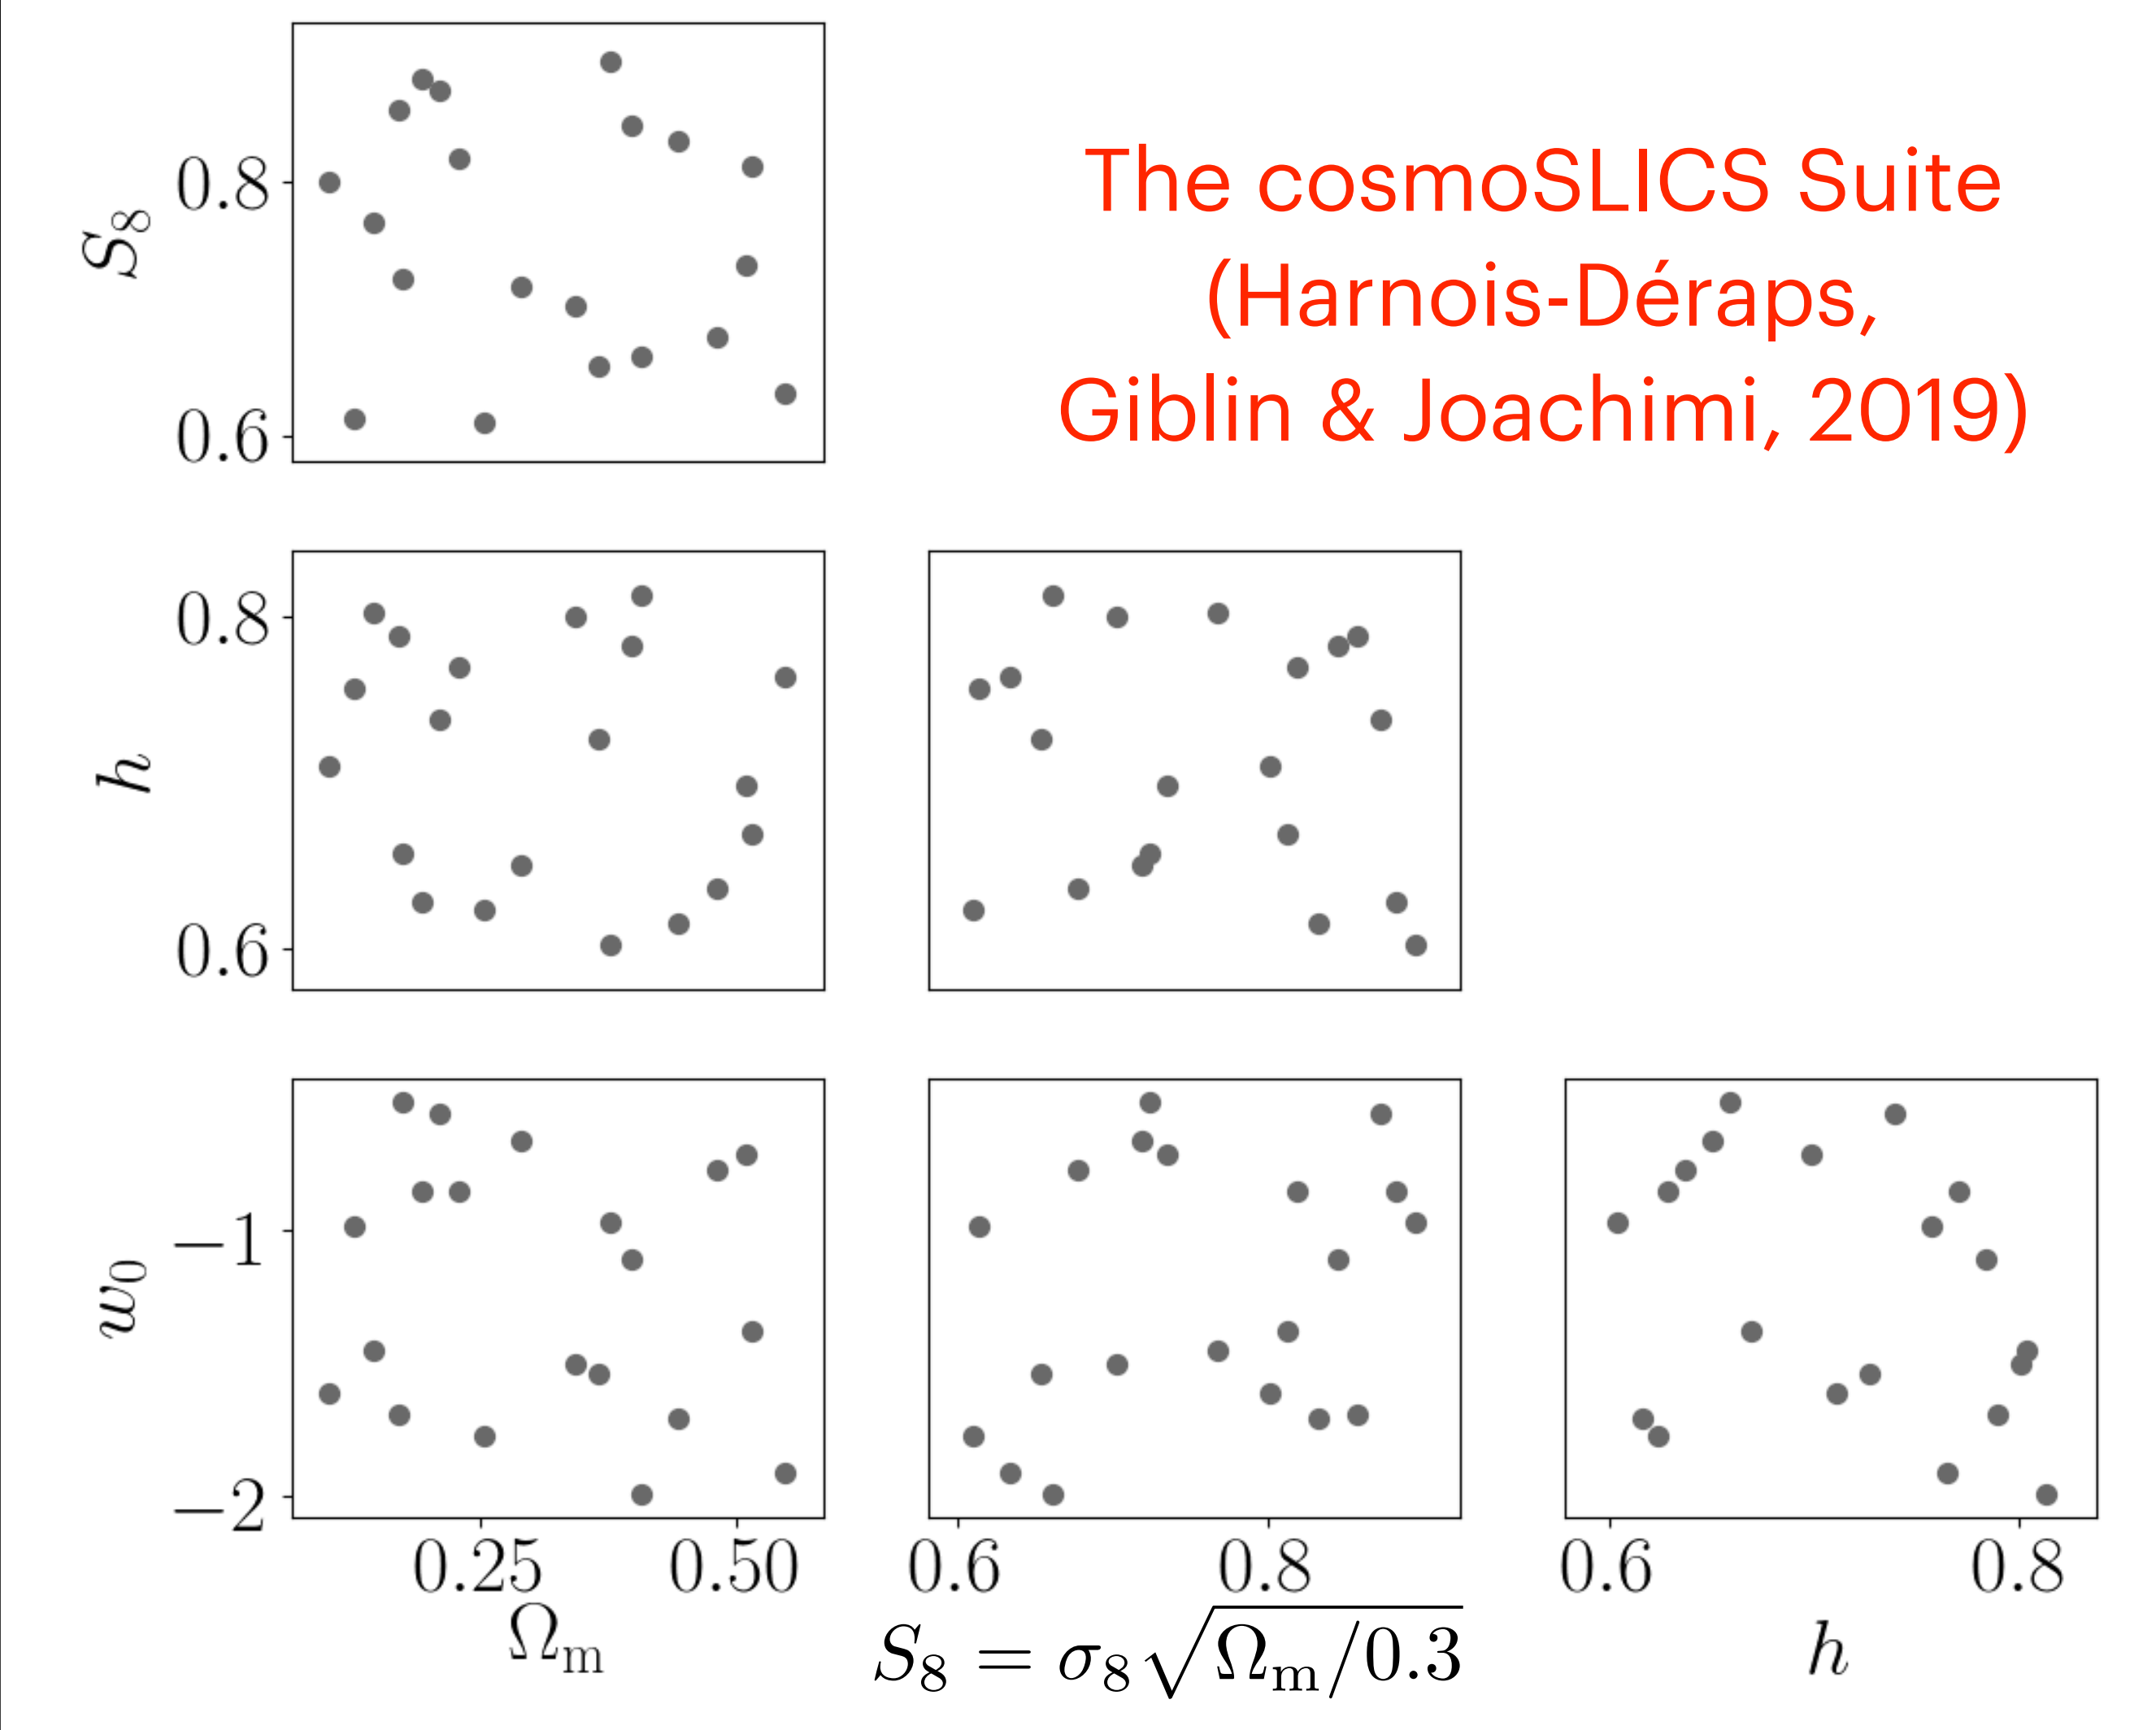 S₈
0.8
0.6
The cosmoSLICS Suite
(Harnois-Déraps,
Giblin & Joachimi, 2019)
h
0.8
0.6
w₀
−1
−2
0.25 0.50 0.6 0.8 0.6 0.8
Ωₘ S₈ = σ₈√Ωₘ/0.3 h